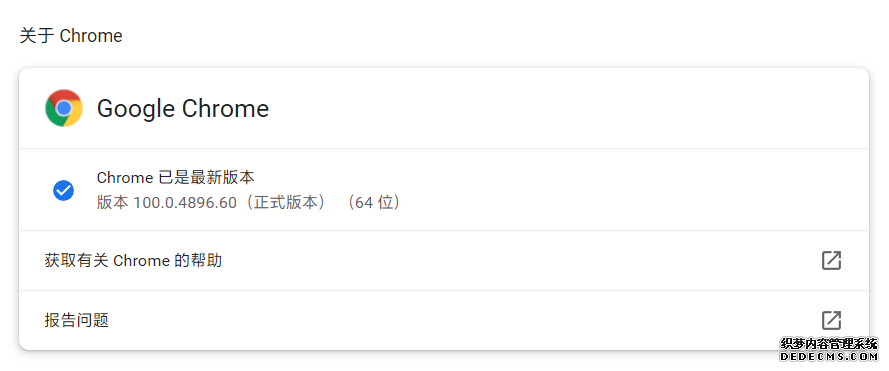 关于 Chrome
Google Chrome
Chrome 已是最新版本
版本 100.0.4896.60（正式版本） （64 位）
获取有关 Chrome 的帮助
报告问题
织梦内容管理系统
DEDECMS.COM